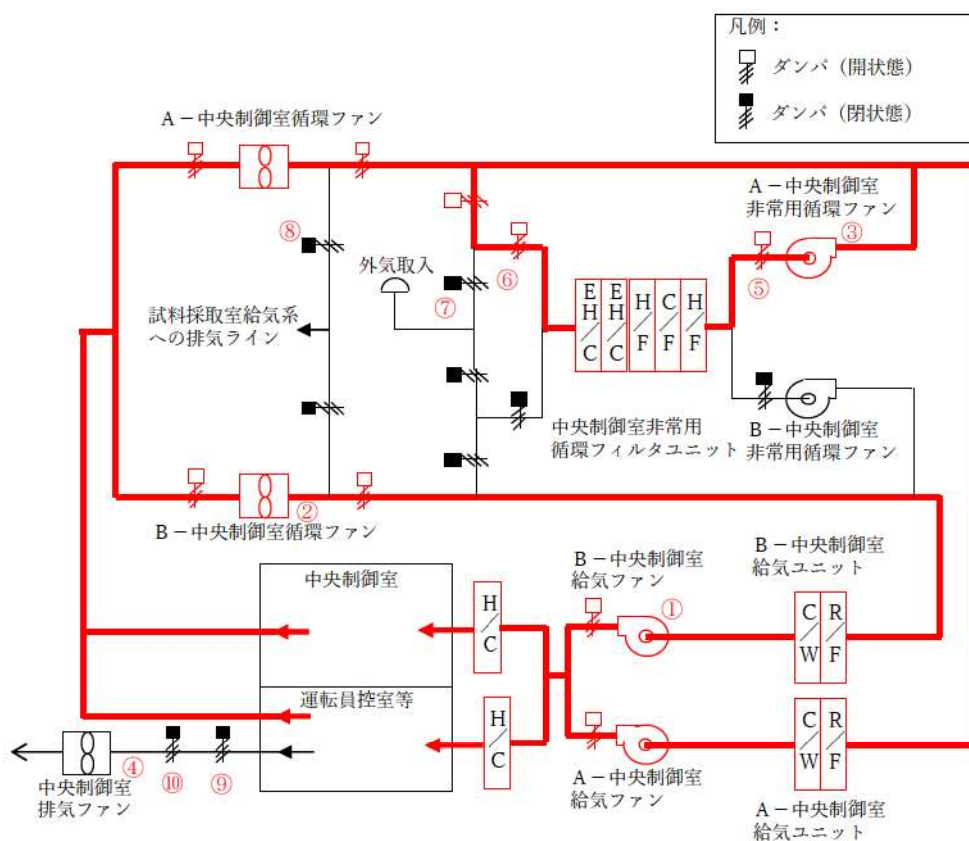 凡例：
ダンパ（開状態）
ダンパ（閉状態）
A－中央制御室循環ファン
A－中央制御室
非常用循環ファン
③
⑧
外気取入
⑦
⑥
⑤
E
H
C
E
H
C
H
F
C
F
H
F
試料採取室給気系
への排気ライン
中央制御室非常用
循環フィルタユニット
B－中央制御室
非常用循環ファン
②
B－中央制御室循環ファン
中央制御室
H
C
B－中央制御室
給気ファン
①
B－中央制御室
給気ユニット
C
W
R
F
運転員控室等
H
C
C
W
R
F
④
⑩
⑨
中央制御室
排気ファン
A－中央制御室
給気ファン
A－中央制御室
給気ユニット